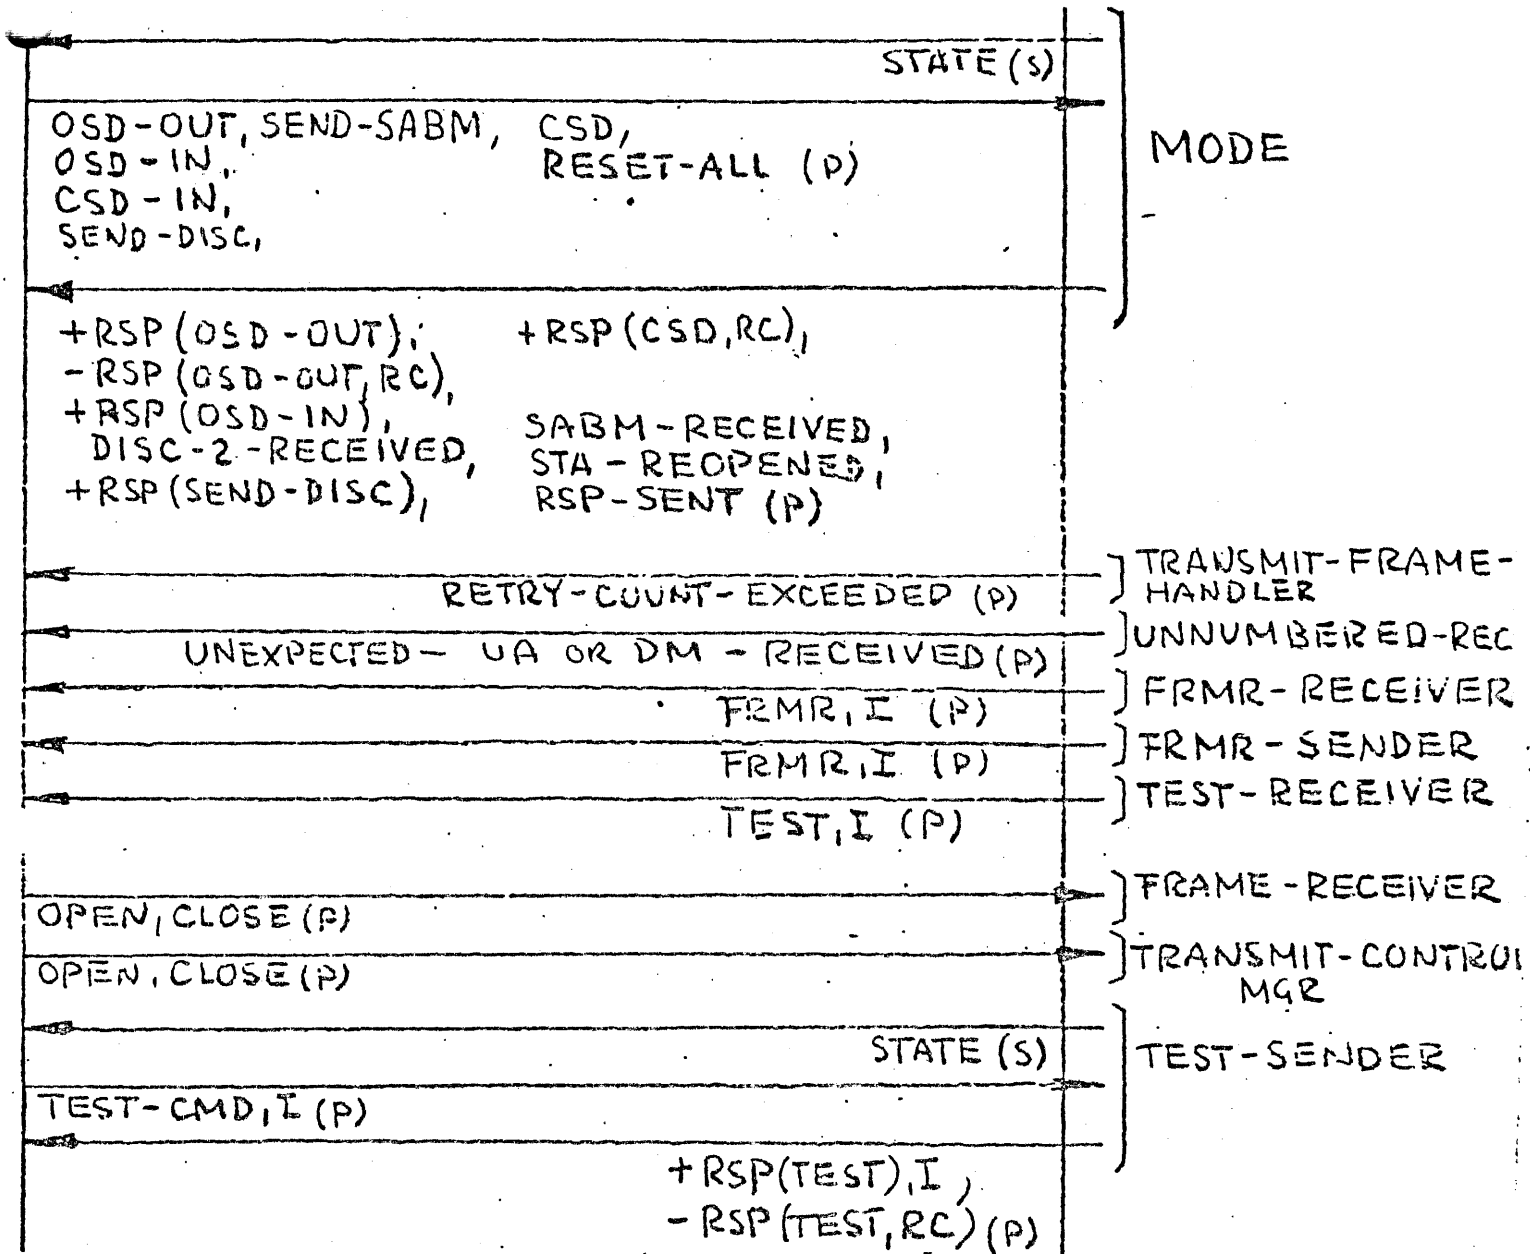 STATE (S)
OSD-OUT, SEND-SABM, CSD,
OSD-IN, RESET-ALL (P)
CSD-IN,
SEND-DISC,
MODE
+RSP (OSD-OUT), +RSP (CSD,RC),
-RSP (OSD-OUT, RC),
+RSP (OSD-IN), SABM-RECEIVED,
DISC-2-RECEIVED, STA-REOPENED,
+RSP (SEND-DISC), RSP-SENT (P)
TRANSMIT-FRAME-
HANDLER
RETRY-COUNT-EXCEEDED (P)
UNNUMBERED-REC
UNEXPECTED- UA OR DM - RECEIVED (P)
FRMR-RECEIVER
FRMR, I (P)
FRMR-SENDER
FRMR, I (P)
TEST-RECEIVER
TEST, I (P)
FRAME-RECEIVER
OPEN, CLOSE (P)
TRANSMIT-CONTROL
MGR
OPEN, CLOSE (P)
STATE (S)
TEST-SENDER
TEST-CMD, I (P)
+RSP(TEST), I,
-RSP (TEST, RC) (P)